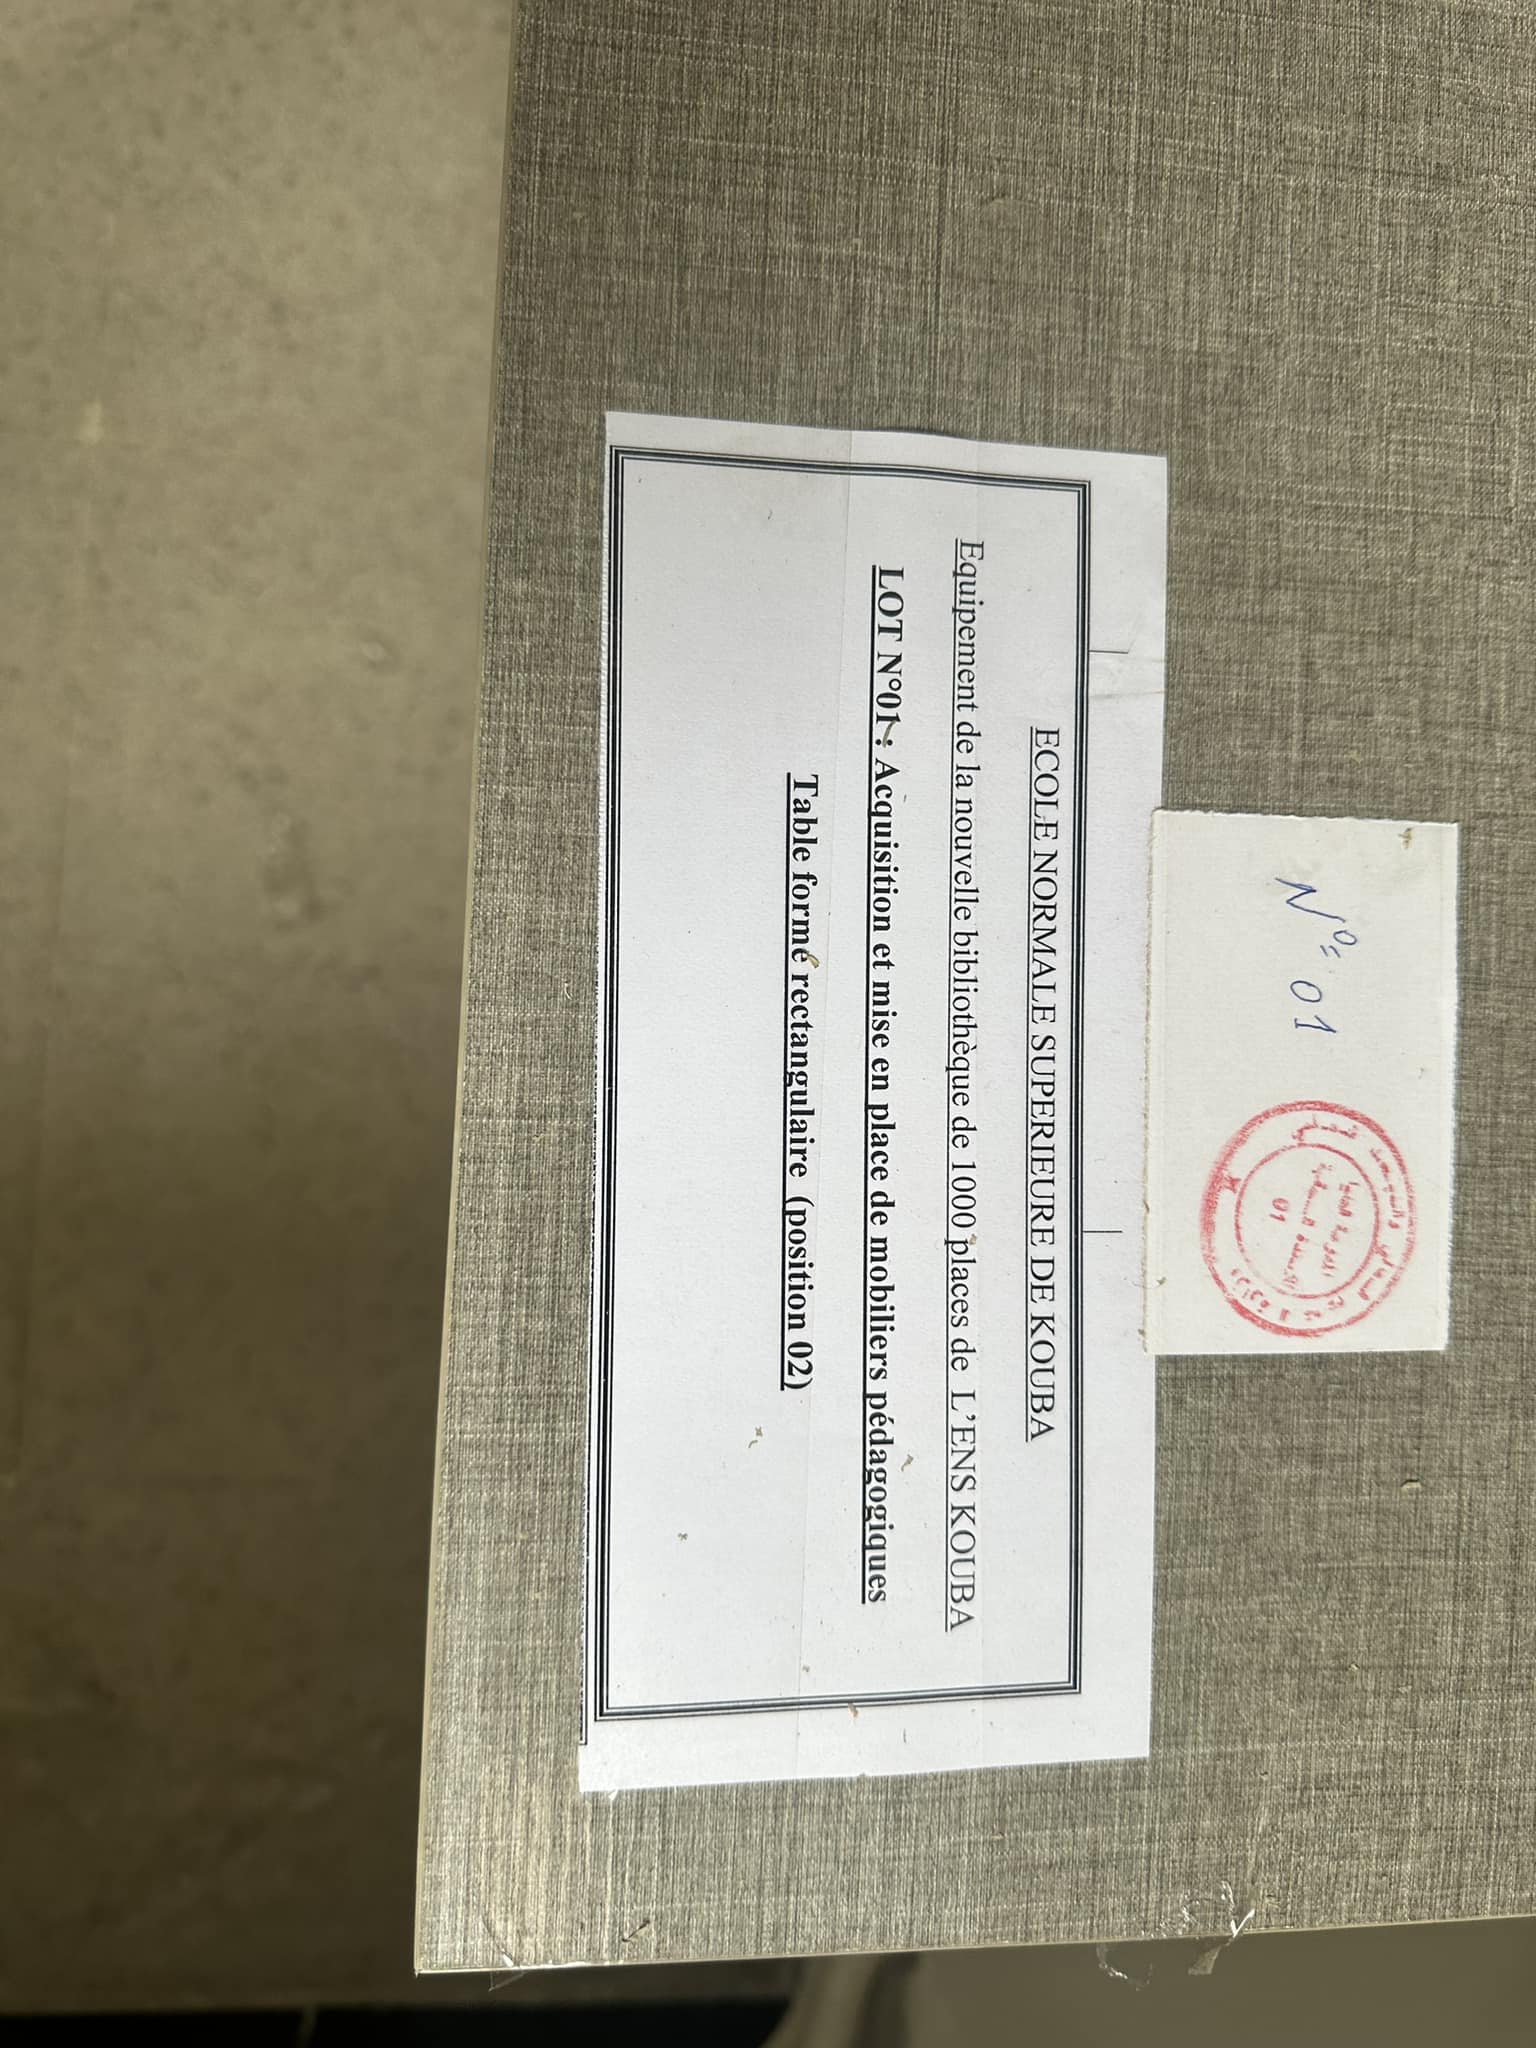 N°= 01
01
ECOLE NORMALE SUPERIEURE DE KOUBA
Equipement de la nouvelle bibliothèque de 1000 places de L'ENS KOUBA
LOT N°01 : Acquisition et mise en place de mobiliers pédagogiques
Table forme rectangulaire (position 02)